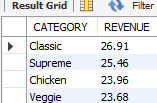 Result Grid Filter
CATEGORY REVENUE
Classic 26.91
Supreme 25.46
Chicken 23.96
Veggie 23.68